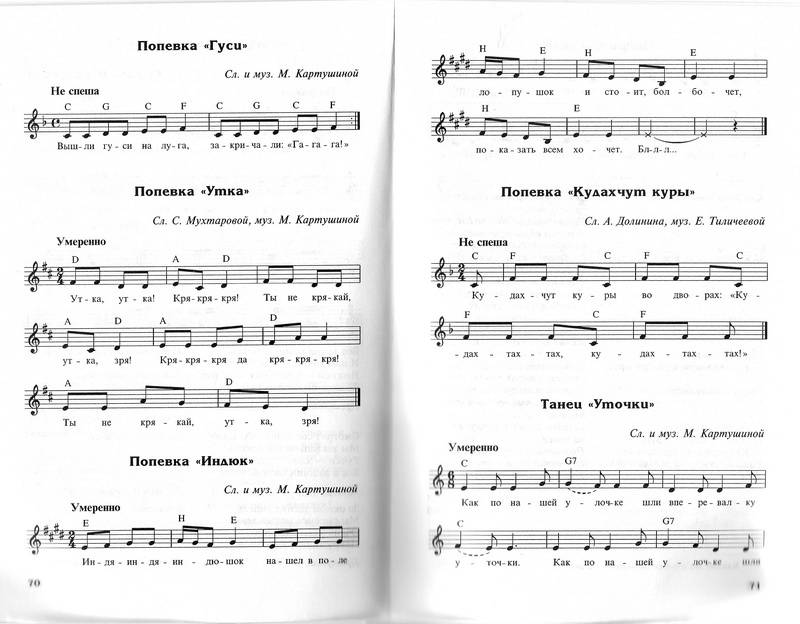 Попевка «Гуси»
Сл. и муз. М. Картушиной
Не спеша
C G C F C G C F
Выш - ли гу - си на лу - га, за - кри - ча - ли: «Га - га - га!»
Попевка «Утка»
Сл. С. Мухтаровой, муз. М. Картушиной
Умеренно
D A D
Ут - ка, ут - ка! Кря - кря - кря! Ты не кря - кай,
A D A D
ут - ка, зря! Кря - кря - кря да кря - кря - кря!
A D
Ты не кря - кай, ут - ка, зря!
Попевка «Индюк»
Сл. и муз. М. Картушиной
Умеренно
E H E
Ин - дя - ин - дя - ин - дю - шок на - шел в по - ле
70
H E F E
ло - пу - шок и сто - ит, бол - бо - чет,
H E
по - ка - зать всем хо - чет. Бл-л-л...
Попевка «Кудахчут куры»
Сл. А. Долинина, муз. Е. Тиличеевой
Не спеша
C F C F C
Ку - дах - чут ку - ры во дво - рах: «Ку -
F C F
- дах - тах - тах, ку - дах - тах - тах!»
Танец «Уточки»
Сл. и муз. М. Картушиной
Умеренно
C G7
6 8
Как по на - шей у - лоч - ке шли впе - ре - вал - ку
C G7
у - точ - ки. Как по на - шей у - лоч - ке шли
71